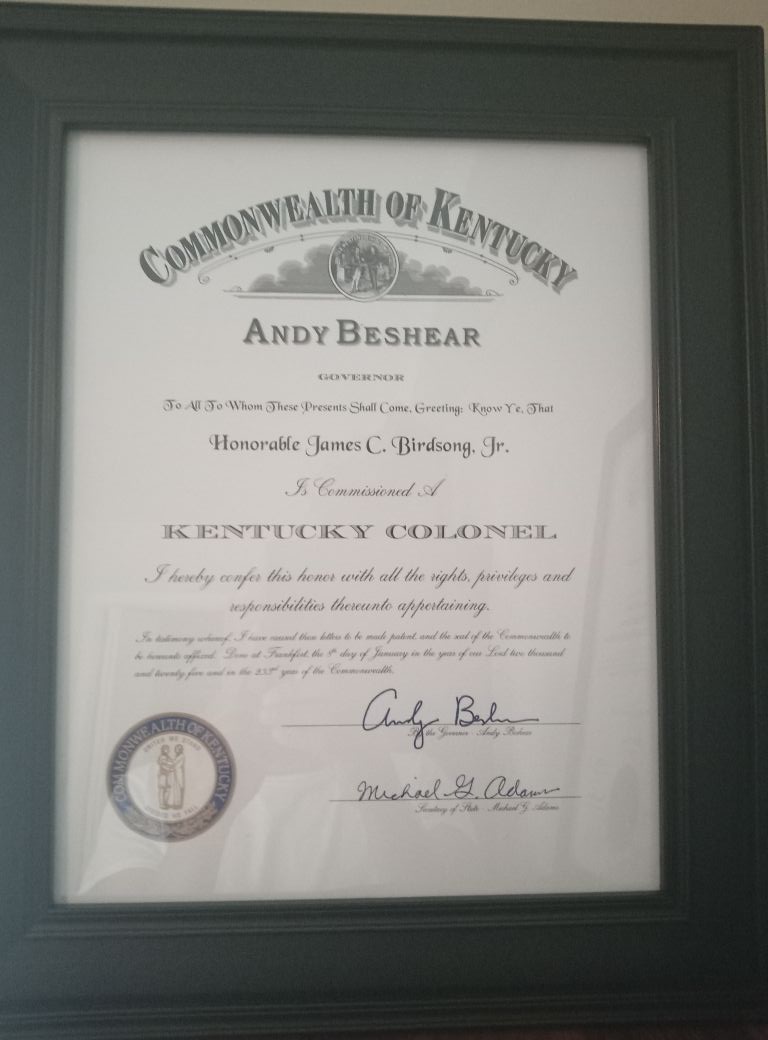 COMMONWEALTH OF KENTUCKY
ANDY BESHEAR
GOVERNOR
To All To Whom These Presents Shall Come, Greeting: Know Ye, That
Honorable James C. Birdsong, Jr.
Is Commissioned A
KENTUCKY COLONEL
I hereby confer this honor with all the rights, privileges and
responsibilities thereunto appertaining.
In testimony whereof, I have caused these letters to be made patent, and the seal of the Commonwealth to
be hereunto affixed. Done at Frankfort, the 8th day of January in the year of our Lord two thousand
and twenty five and in the 233rd year of the Commonwealth.
Andy Beshear
By the Governor - Andy Beshear
Michael G. Adams
Secretary of State - Michael G. Adams
COMMONWEALTH OF KENTUCKY
UNITED WE STAND
DIVIDED WE FALL